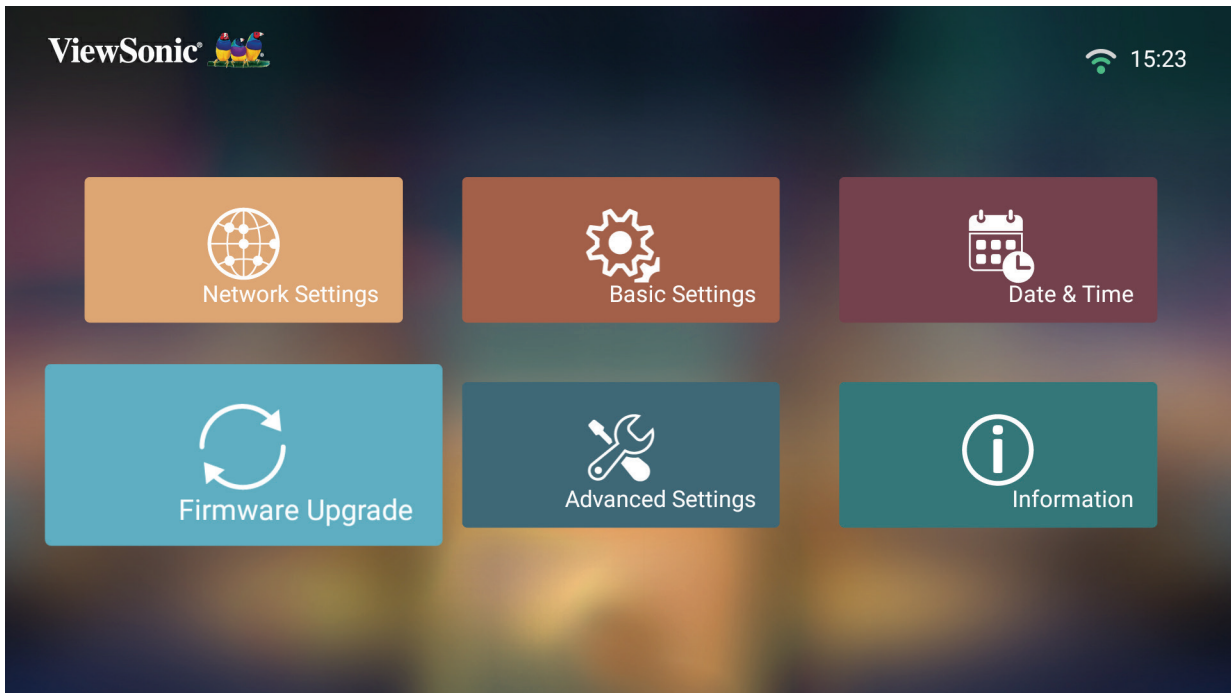 ViewSonic®
15:23
Network Settings
Basic Settings
Date & Time
Firmware Upgrade
Advanced Settings
Information